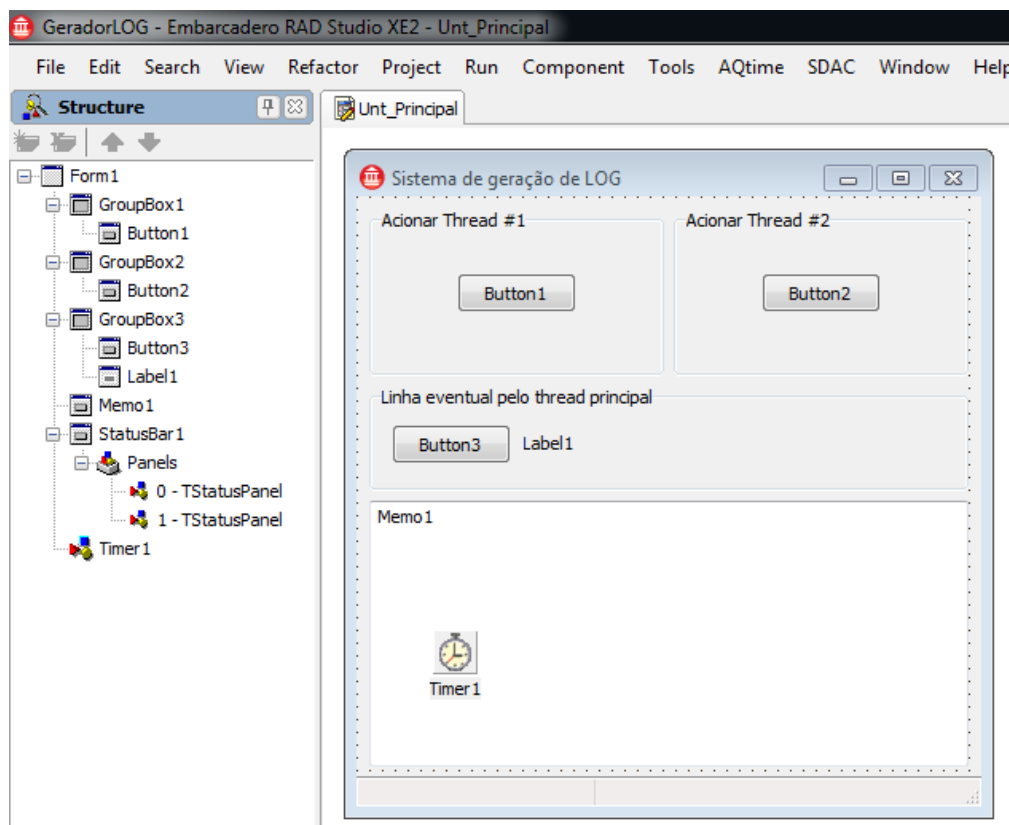 GeradorLOG - Embarcadero RAD Studio XE2 - Unt_Principal
File Edit Search View Refactor Project Run Component Tools AQtime SDAC Window Help
Structure
Form1
GroupBox1
Button1
GroupBox2
Button2
GroupBox3
Button3
Label1
Memo1
StatusBar1
Panels
0 - TStatusPanel
1 - TStatusPanel
Timer1
Unt_Principal
Sistema de geração de LOG
Acionar Thread #1
Acionar Thread #2
Button1
Button2
Linha eventual pelo thread principal
Button3 Label1
Memo1
Timer1